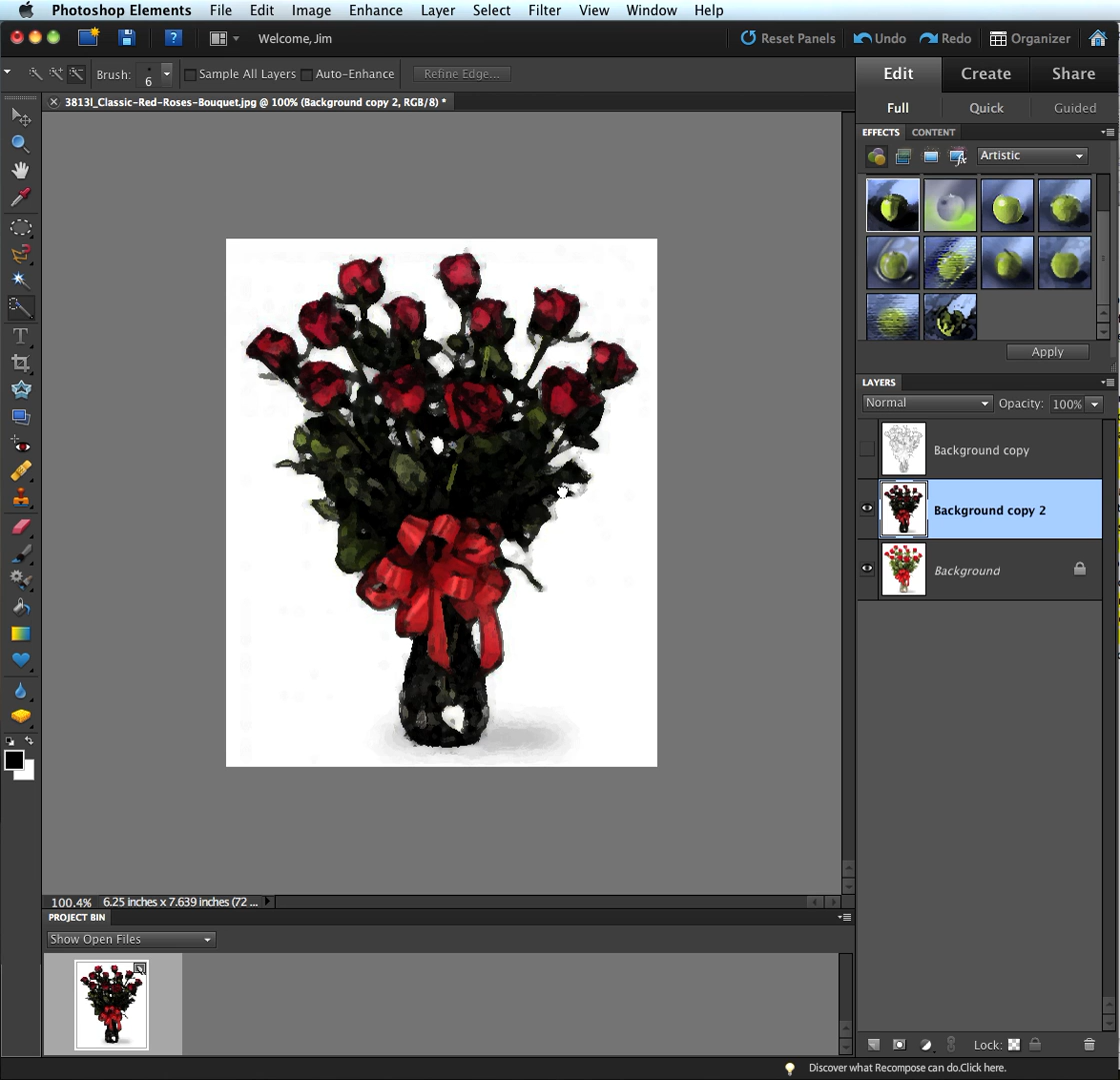 Photoshop Elements File Edit Image Enhance Layer Select Filter View Window Help
? Welcome, Jim Reset Panels Undo Redo Organizer
Brush: 6 Sample All Layers Auto-Enhance Refine Edge... Edit Create Share
3813l_Classic-Red-Roses-Bouquet.jpg @ 100% (Background copy 2, RGB/8) * Full Quick Guided
EFFECTS CONTENT
Artistic
Apply
LAYERS
Normal Opacity: 100%
Background copy
Background copy 2
Background
100.4% 6.25 inches x 7.639 inches (72 ...
PROJECT BIN
Show Open Files
Lock:
Discover what Recompose can do.Click here.